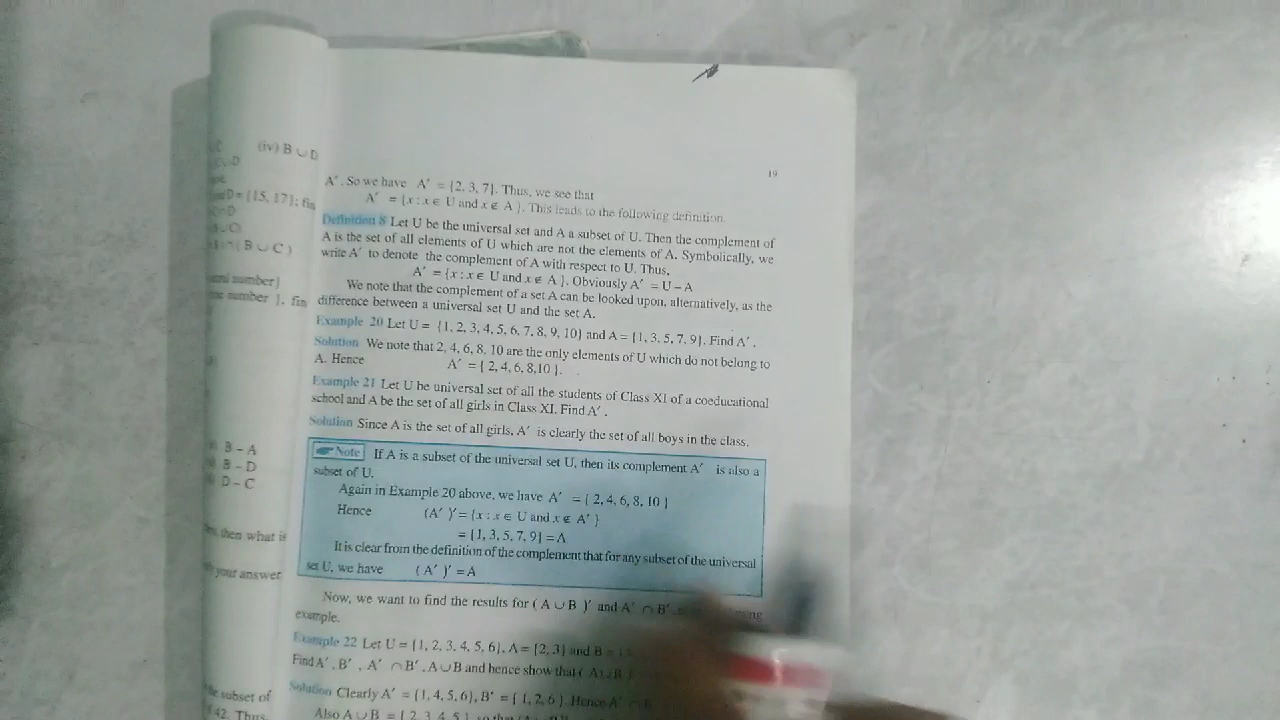 (iv) B ∪ D
D = {15, 17}; fin
B ∪ C)
number}
number }, fin
B – A
B – D
D – C
then what is
your answer
subset of
42. Thus
19
A′. So we have A′ = {2, 3, 7}. Thus, we see that
A′ = {x : x ∈ U and x ∉ A }. This leads to the following definition.
Definition 8 Let U be the universal set and A a subset of U. Then the complement of
A is the set of all elements of U which are not the elements of A. Symbolically, we
write A′ to denote the complement of A with respect to U. Thus,
A′ = {x : x ∈ U and x ∉ A }. Obviously A′ = U – A
We note that the complement of a set A can be looked upon, alternatively, as the
difference between a universal set U and the set A.
Example 20 Let U = {1, 2, 3, 4, 5, 6, 7, 8, 9, 10} and A = {1, 3, 5, 7, 9}. Find A′.
Solution We note that 2, 4, 6, 8, 10 are the only elements of U which do not belong to
A. Hence A′ = { 2, 4, 6, 8,10 }.
Example 21 Let U be universal set of all the students of Class XI of a coeducational
school and A be the set of all girls in Class XI. Find A′.
Solution Since A is the set of all girls, A′ is clearly the set of all boys in the class.
Note If A is a subset of the universal set U, then its complement A′ is also a
subset of U.
Again in Example 20 above, we have A′ = { 2, 4, 6, 8, 10 }
Hence (A′ )′ = {x : x ∈ U and x ∉ A′ }
= {1, 3, 5, 7, 9} = A
It is clear from the definition of the complement that for any subset of the universal
set U, we have ( A′ )′ = A
Now, we want to find the results for ( A ∪ B )′ and A′ ∩ B′
example.
Example 22 Let U = {1, 2, 3, 4, 5, 6}, A = {2, 3} and B =
Find A′, B′ , A′ ∩ B′, A ∪ B and hence show that ( A ∪ B )
Solution Clearly A′ = {1, 4, 5, 6}, B′ = { 1, 2, 6 }. Hence A′ ∩
Also A ∪ B = { 2, 3, 4, 5 }